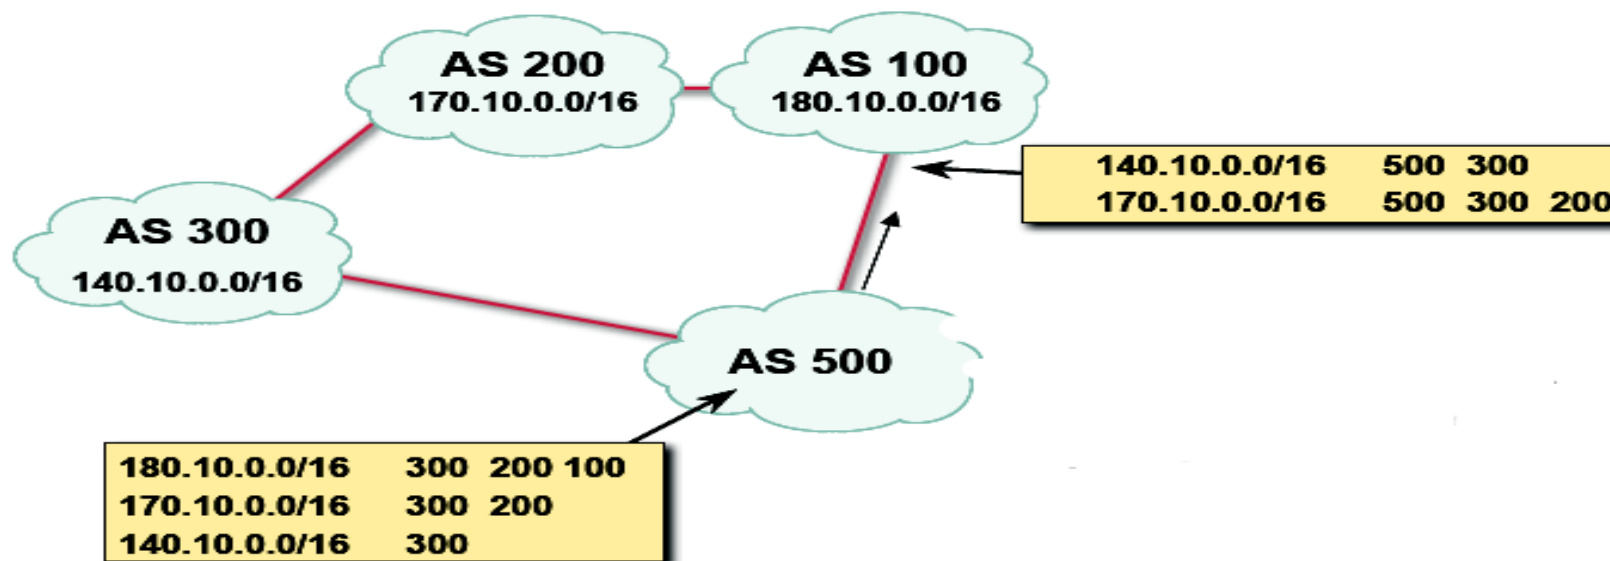 AS 200
170.10.0.0/16
AS 100
180.10.0.0/16
140.10.0.0/16 500 300
170.10.0.0/16 500 300 200
AS 300
140.10.0.0/16
AS 500
180.10.0.0/16 300 200 100
170.10.0.0/16 300 200
140.10.0.0/16 300